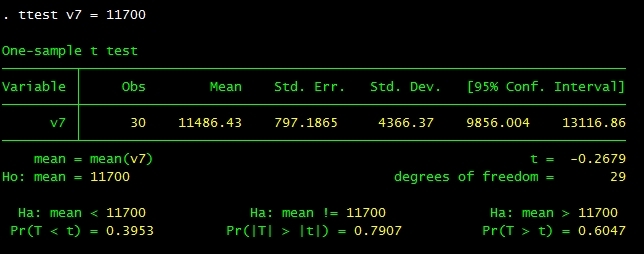 . ttest v7 = 11700
One-sample t test
Variable Obs Mean Std. Err. Std. Dev. [95% Conf. Interval]
v7 30 11486.43 797.1865 4366.37 9856.004 13116.86
mean = mean(v7) t = -0.2679
Ho: mean = 11700 degrees of freedom = 29
Ha: mean < 11700 Ha: mean != 11700 Ha: mean > 11700
Pr(T < t) = 0.3953 Pr(|T| > |t|) = 0.7907 Pr(T > t) = 0.6047